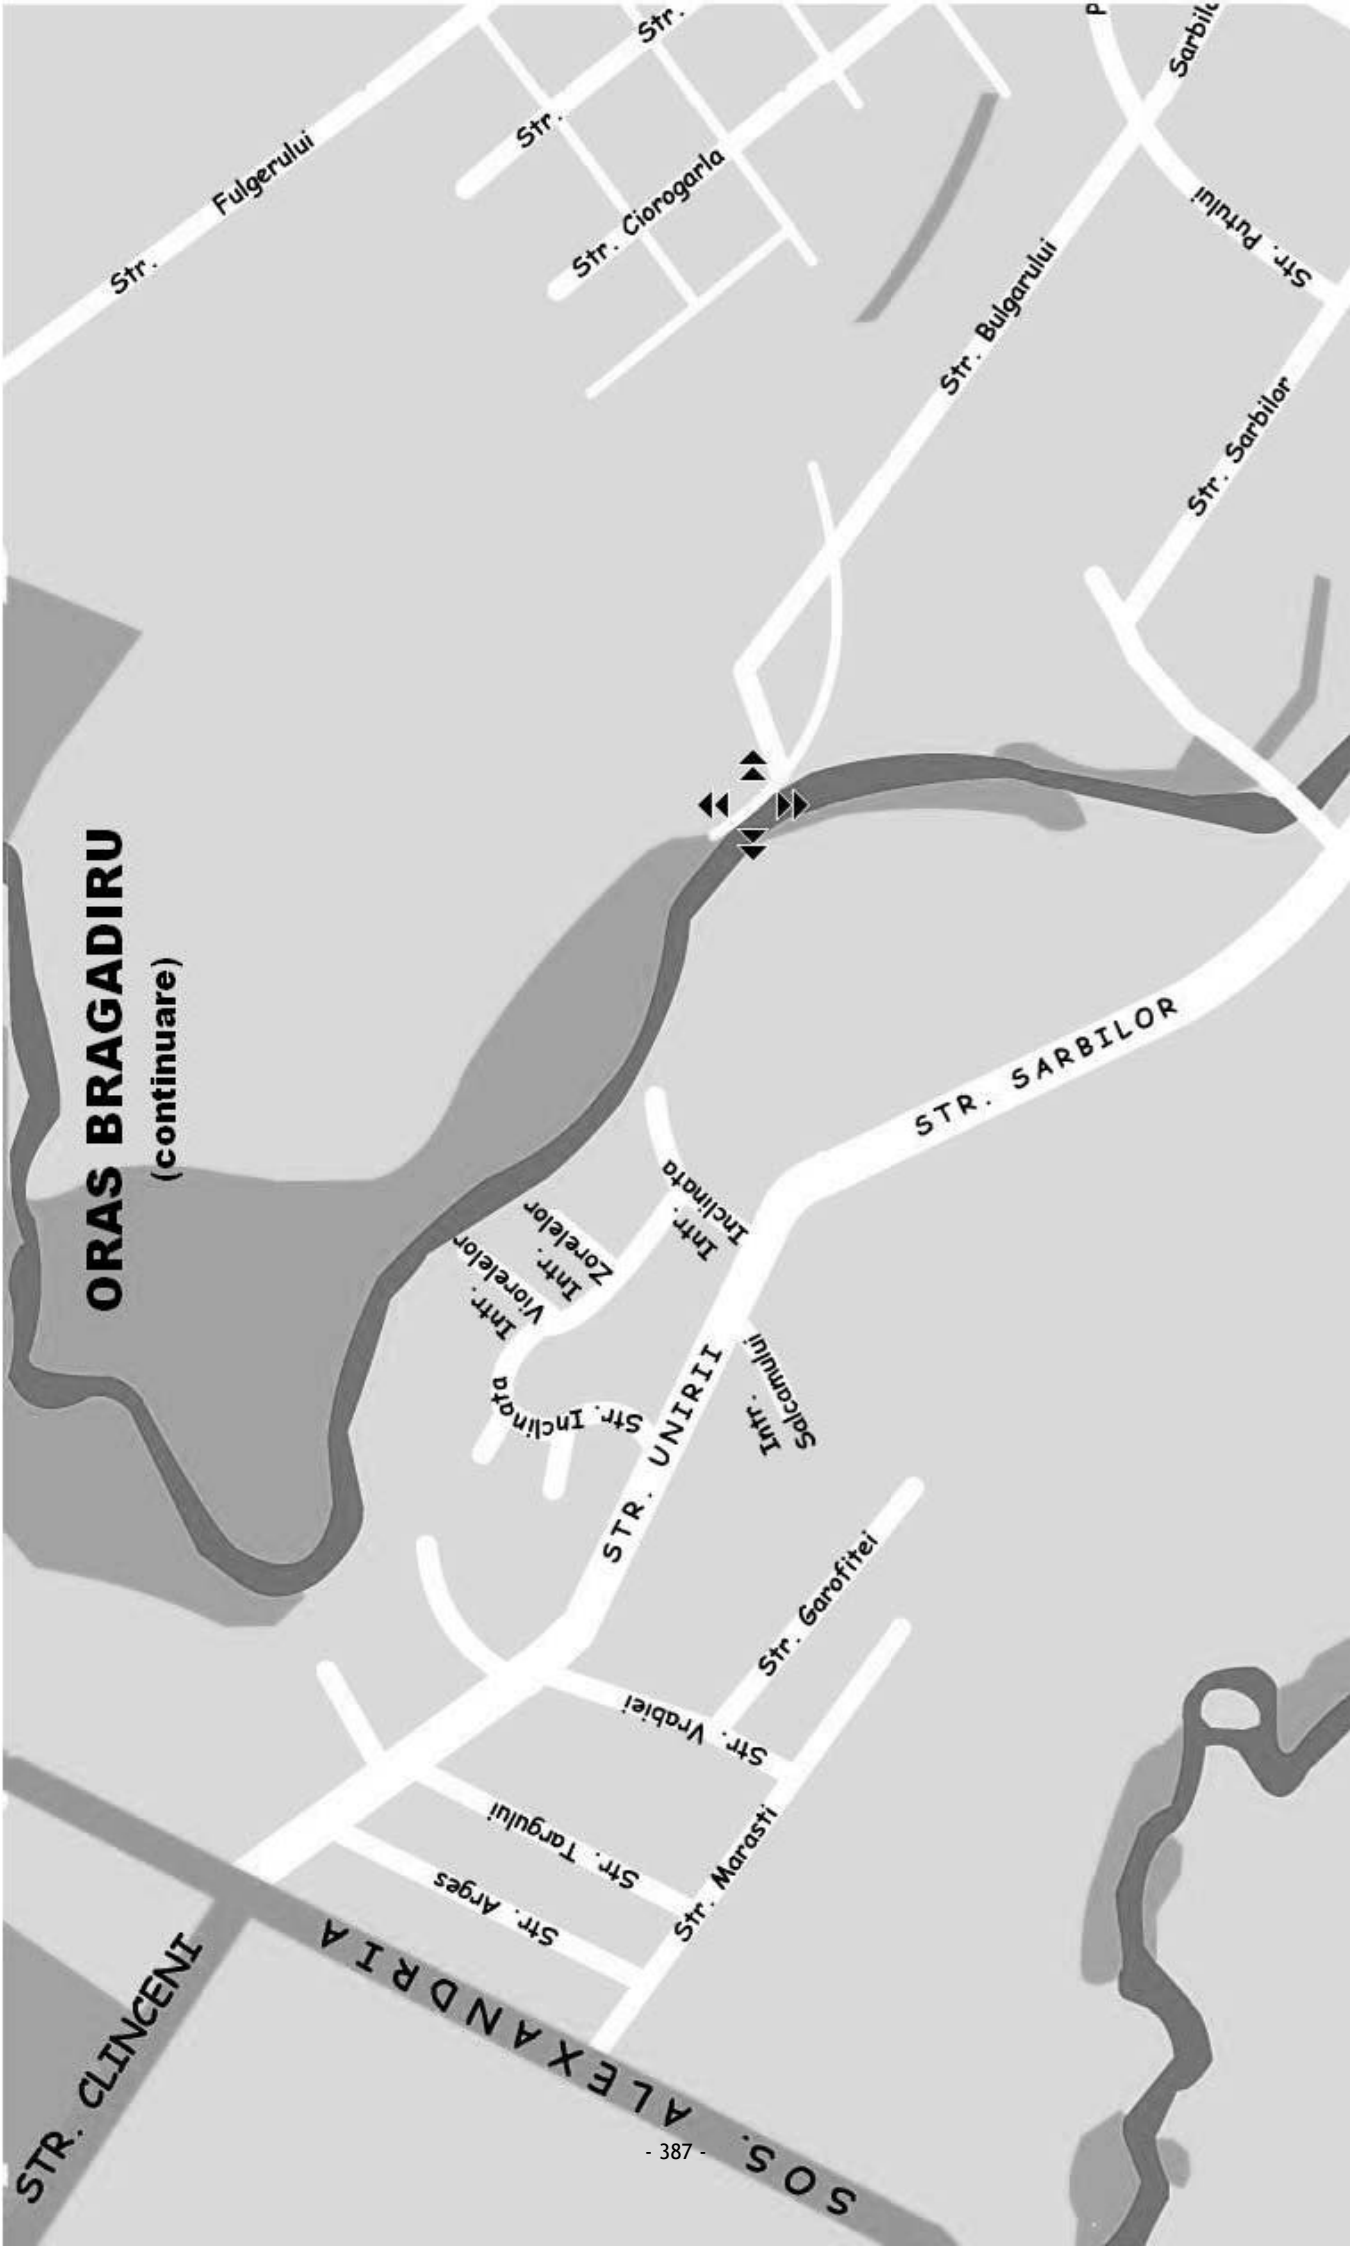 ORAS BRAGADIRU
(continuare)
Str. Fulgerului
Str.
Str.
Str. Ciorogarla
Sarbilo
Str. Putului
Str. Bulgarului
Str. Sarbilor
STR. SARBILOR
Intr. Inclinata
Intr. Zorelelor
Intr. Viorelelor
Str. Inclinata
STR. UNIRII
Intr. Salcamului
Str. Garofitei
Str. Vrabiei
Str. Targului
Str. Marasti
Str. Arges
STR. CLINCENI
SOS. ALEXANDRIA
- 387 -